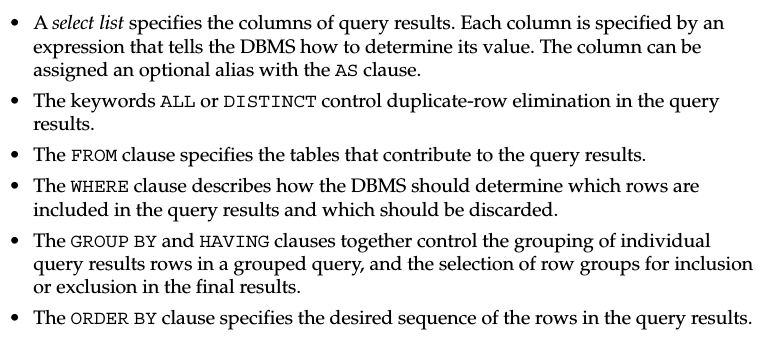 • A select list specifies the columns of query results. Each column is specified by an
expression that tells the DBMS how to determine its value. The column can be
assigned an optional alias with the AS clause.
• The keywords ALL or DISTINCT control duplicate-row elimination in the query
results.
• The FROM clause specifies the tables that contribute to the query results.
• The WHERE clause describes how the DBMS should determine which rows are
included in the query results and which should be discarded.
• The GROUP BY and HAVING clauses together control the grouping of individual
query results rows in a grouped query, and the selection of row groups for inclusion
or exclusion in the final results.
• The ORDER BY clause specifies the desired sequence of the rows in the query results.